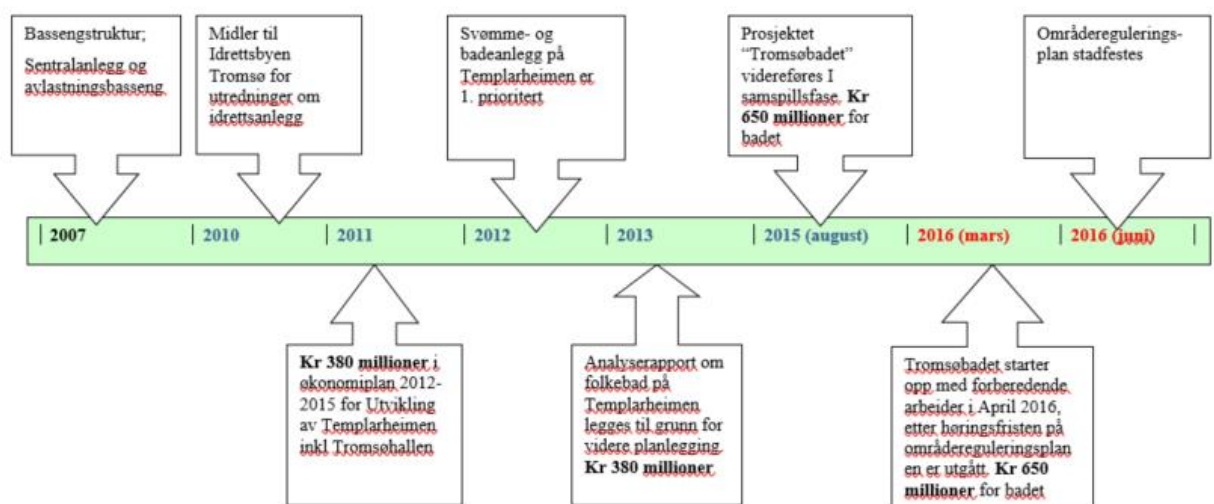 Bassengstruktur;
Sentralanlegg og
avlastningsbasseng
Midler til
Idrettsbyen
Tromsø for
utredninger om
idrettsanlegg
Svømme- og
badeanlegg på
Templarheimen er
1. prioritert
Prosjektet
“Tromsøbadet”
videreføres I
samspillsfase. Kr
650 millioner for
badet
Områderegulerings-
plan stadfestes
2007
2010
2011
2012
2013
2015 (august)
2016 (mars)
2016 (juni)
Kr 380 millioner i
økonomiplan 2012-
2015 for Utvikling
av Templarheimen
inkl Tromsøhallen
Analyserapport om
folkebad på
Templarheimen
legges til grunn for
videre planlegging.
Kr 380 millioner
Tromsøbadet starter
opp med forberedende
arbeider i April 2016,
etter høringsfristen på
områdereguleringsplan
en er utgått. Kr 650
millioner for badet